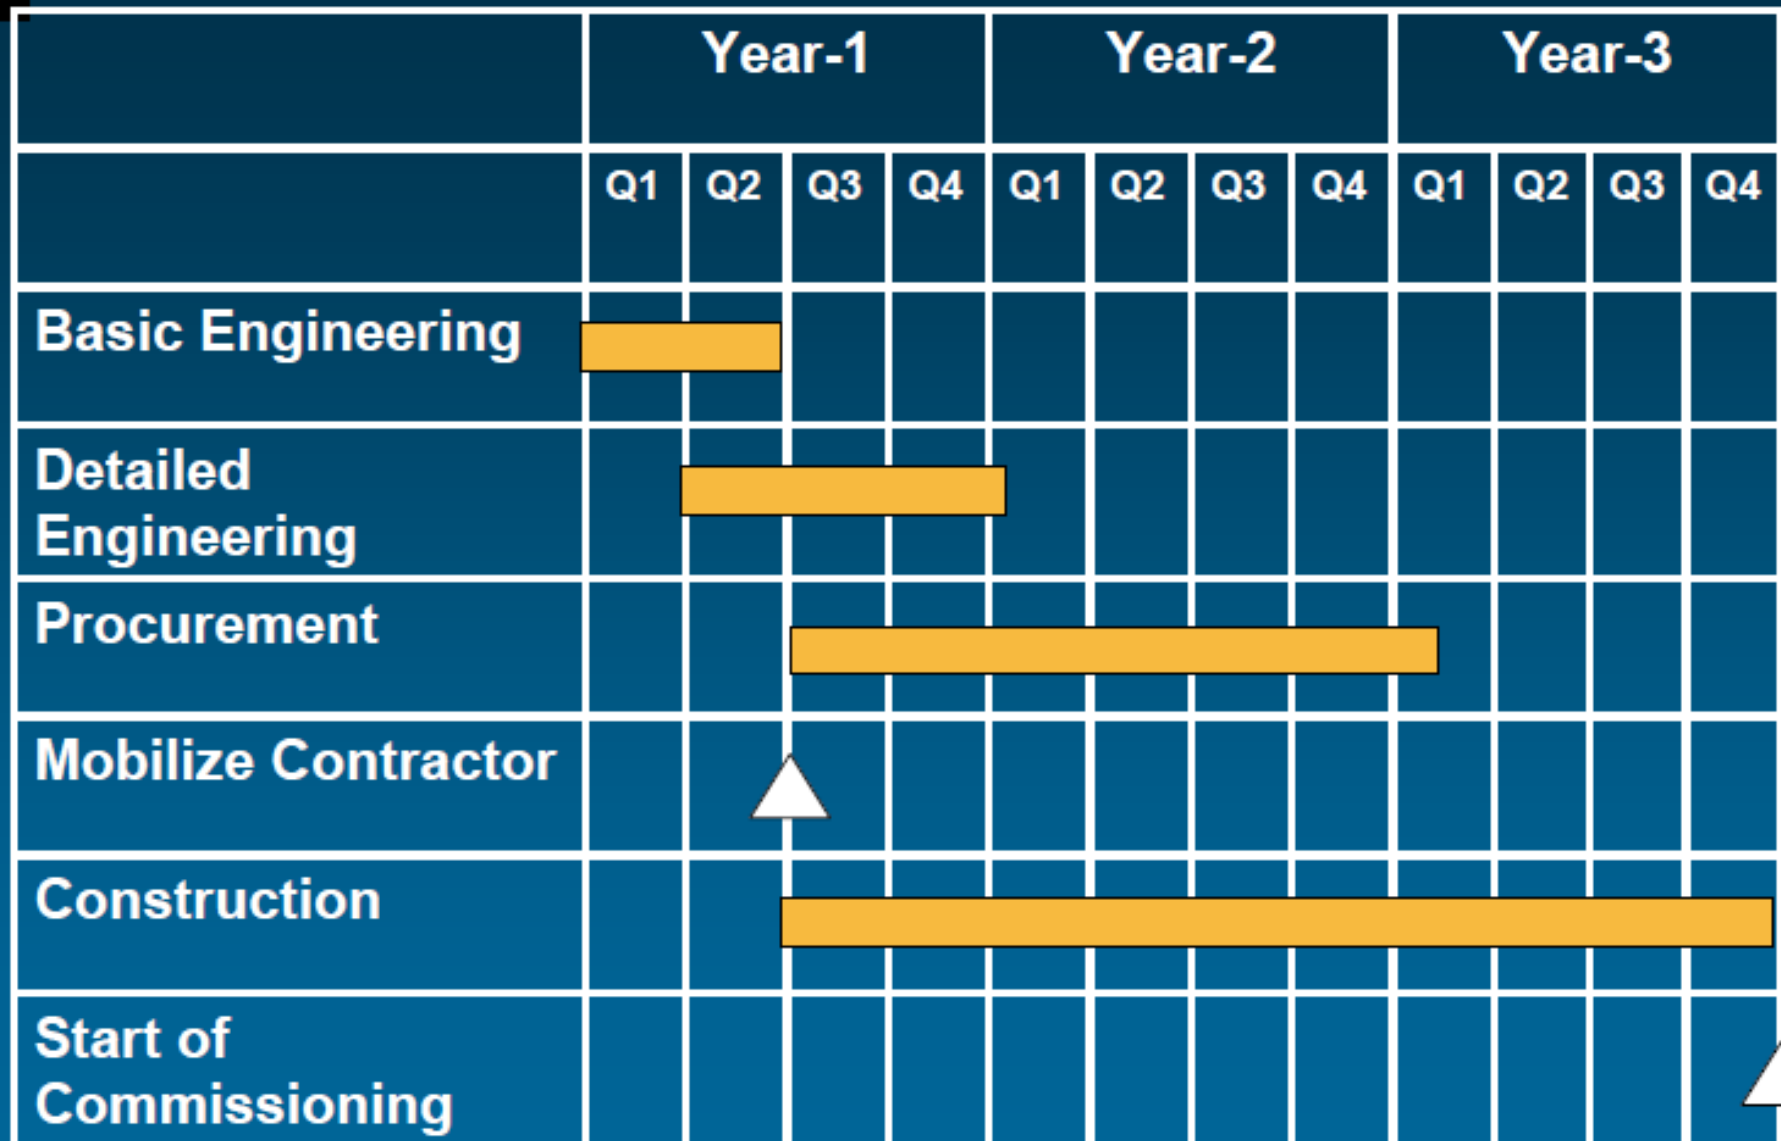 Year-1 Year-2 Year-3
Q1 Q2 Q3 Q4 Q1 Q2 Q3 Q4 Q1 Q2 Q3 Q4
Basic Engineering
Detailed
Engineering
Procurement
Mobilize Contractor
Construction
Start of
Commissioning